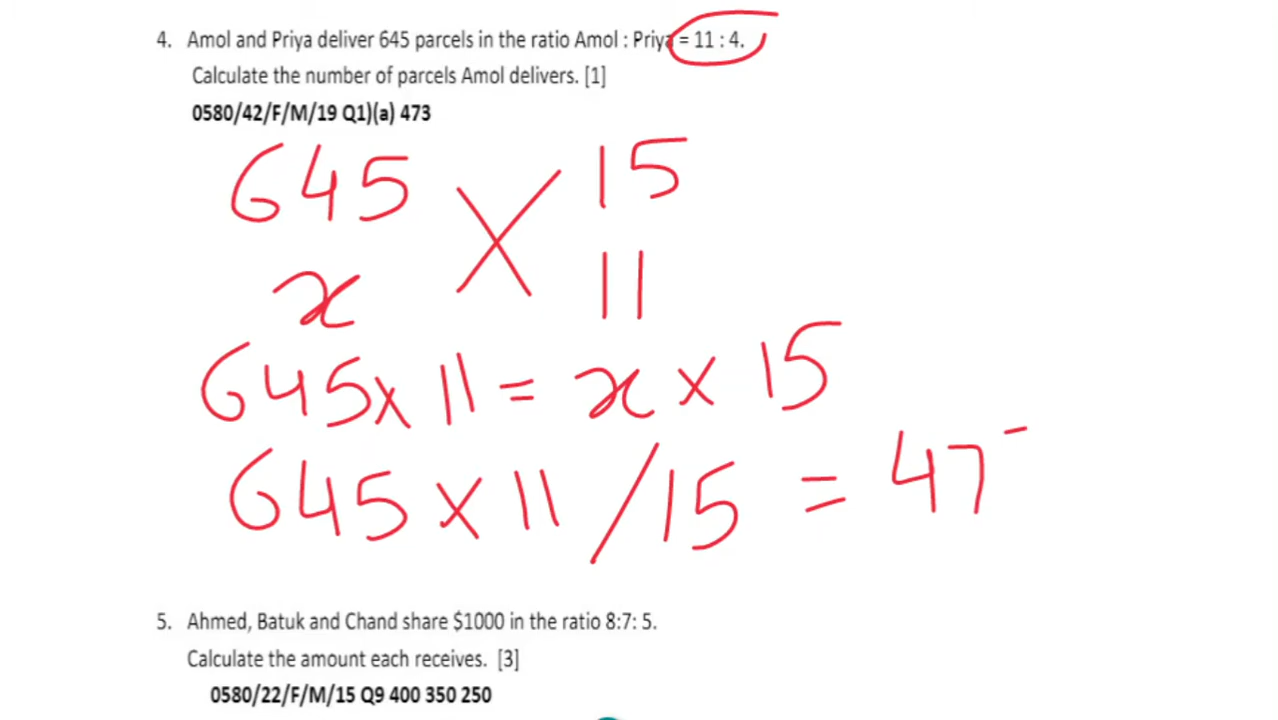 4. Amol and Priya deliver 645 parcels in the ratio Amol : Priya = 11 : 4.
Calculate the number of parcels Amol delivers. [1]
0580/42/F/M/19 Q1)(a) 473
645 15
x 11
645 x 11 = x x 15
645 x 11 / 15 = 47
5. Ahmed, Batuk and Chand share $1000 in the ratio 8:7: 5.
Calculate the amount each receives. [3]
0580/22/F/M/15 Q9 400 350 250